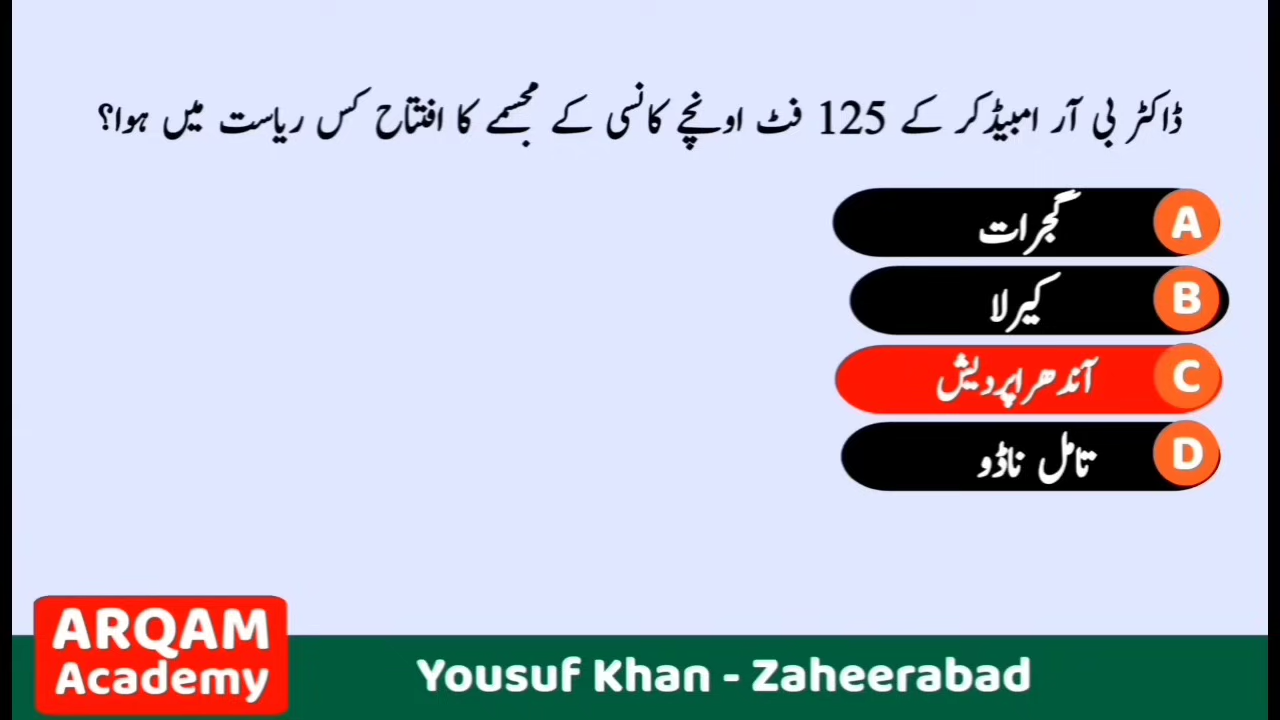 ڈاکٹر بی آر امبیڈکر کے 125 فٹ اونچے کانسی کے مجسمے کا افتتاح کس ریاست میں ہوا؟
A گجرات
B کیرلا
C آندھراپردیش
D تامل ناڈو
ARQAM
Academy
Yousuf Khan - Zaheerabad